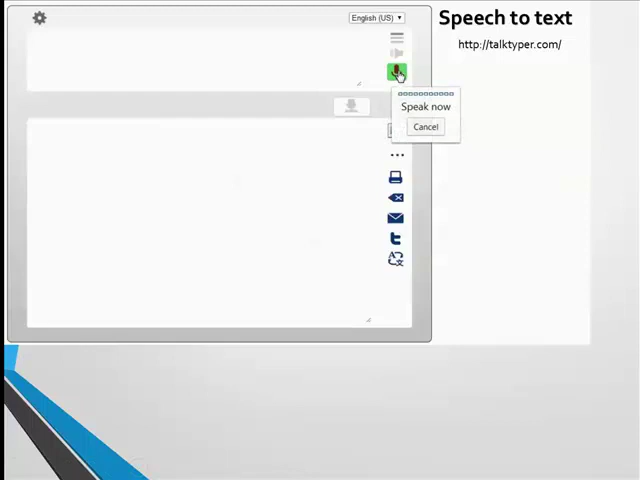 English (US)
Speech to text
http://talktyper.com/
Speak now
Cancel